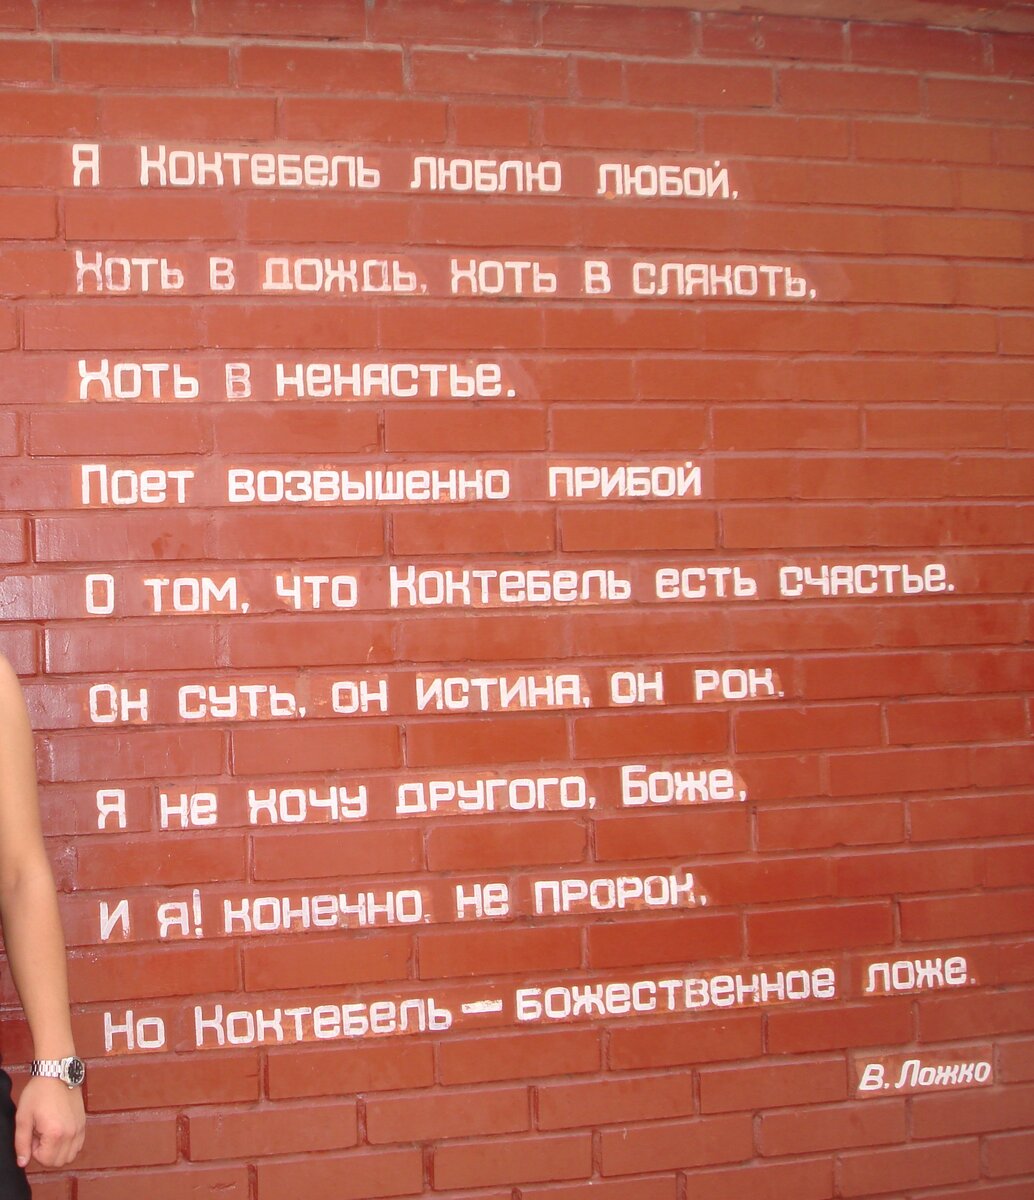 Я Коктебель люблю любой,
Хоть в дождь, хоть в слякоть,
Хоть в ненастье.
Поет возвышенно прибой
О том, что Коктебель есть счастье.
Он суть, он истина, он рок.
Я не хочу другого, Боже,
И я! конечно, не пророк,
Но Коктебель — божественное ложе.
В. Ложко